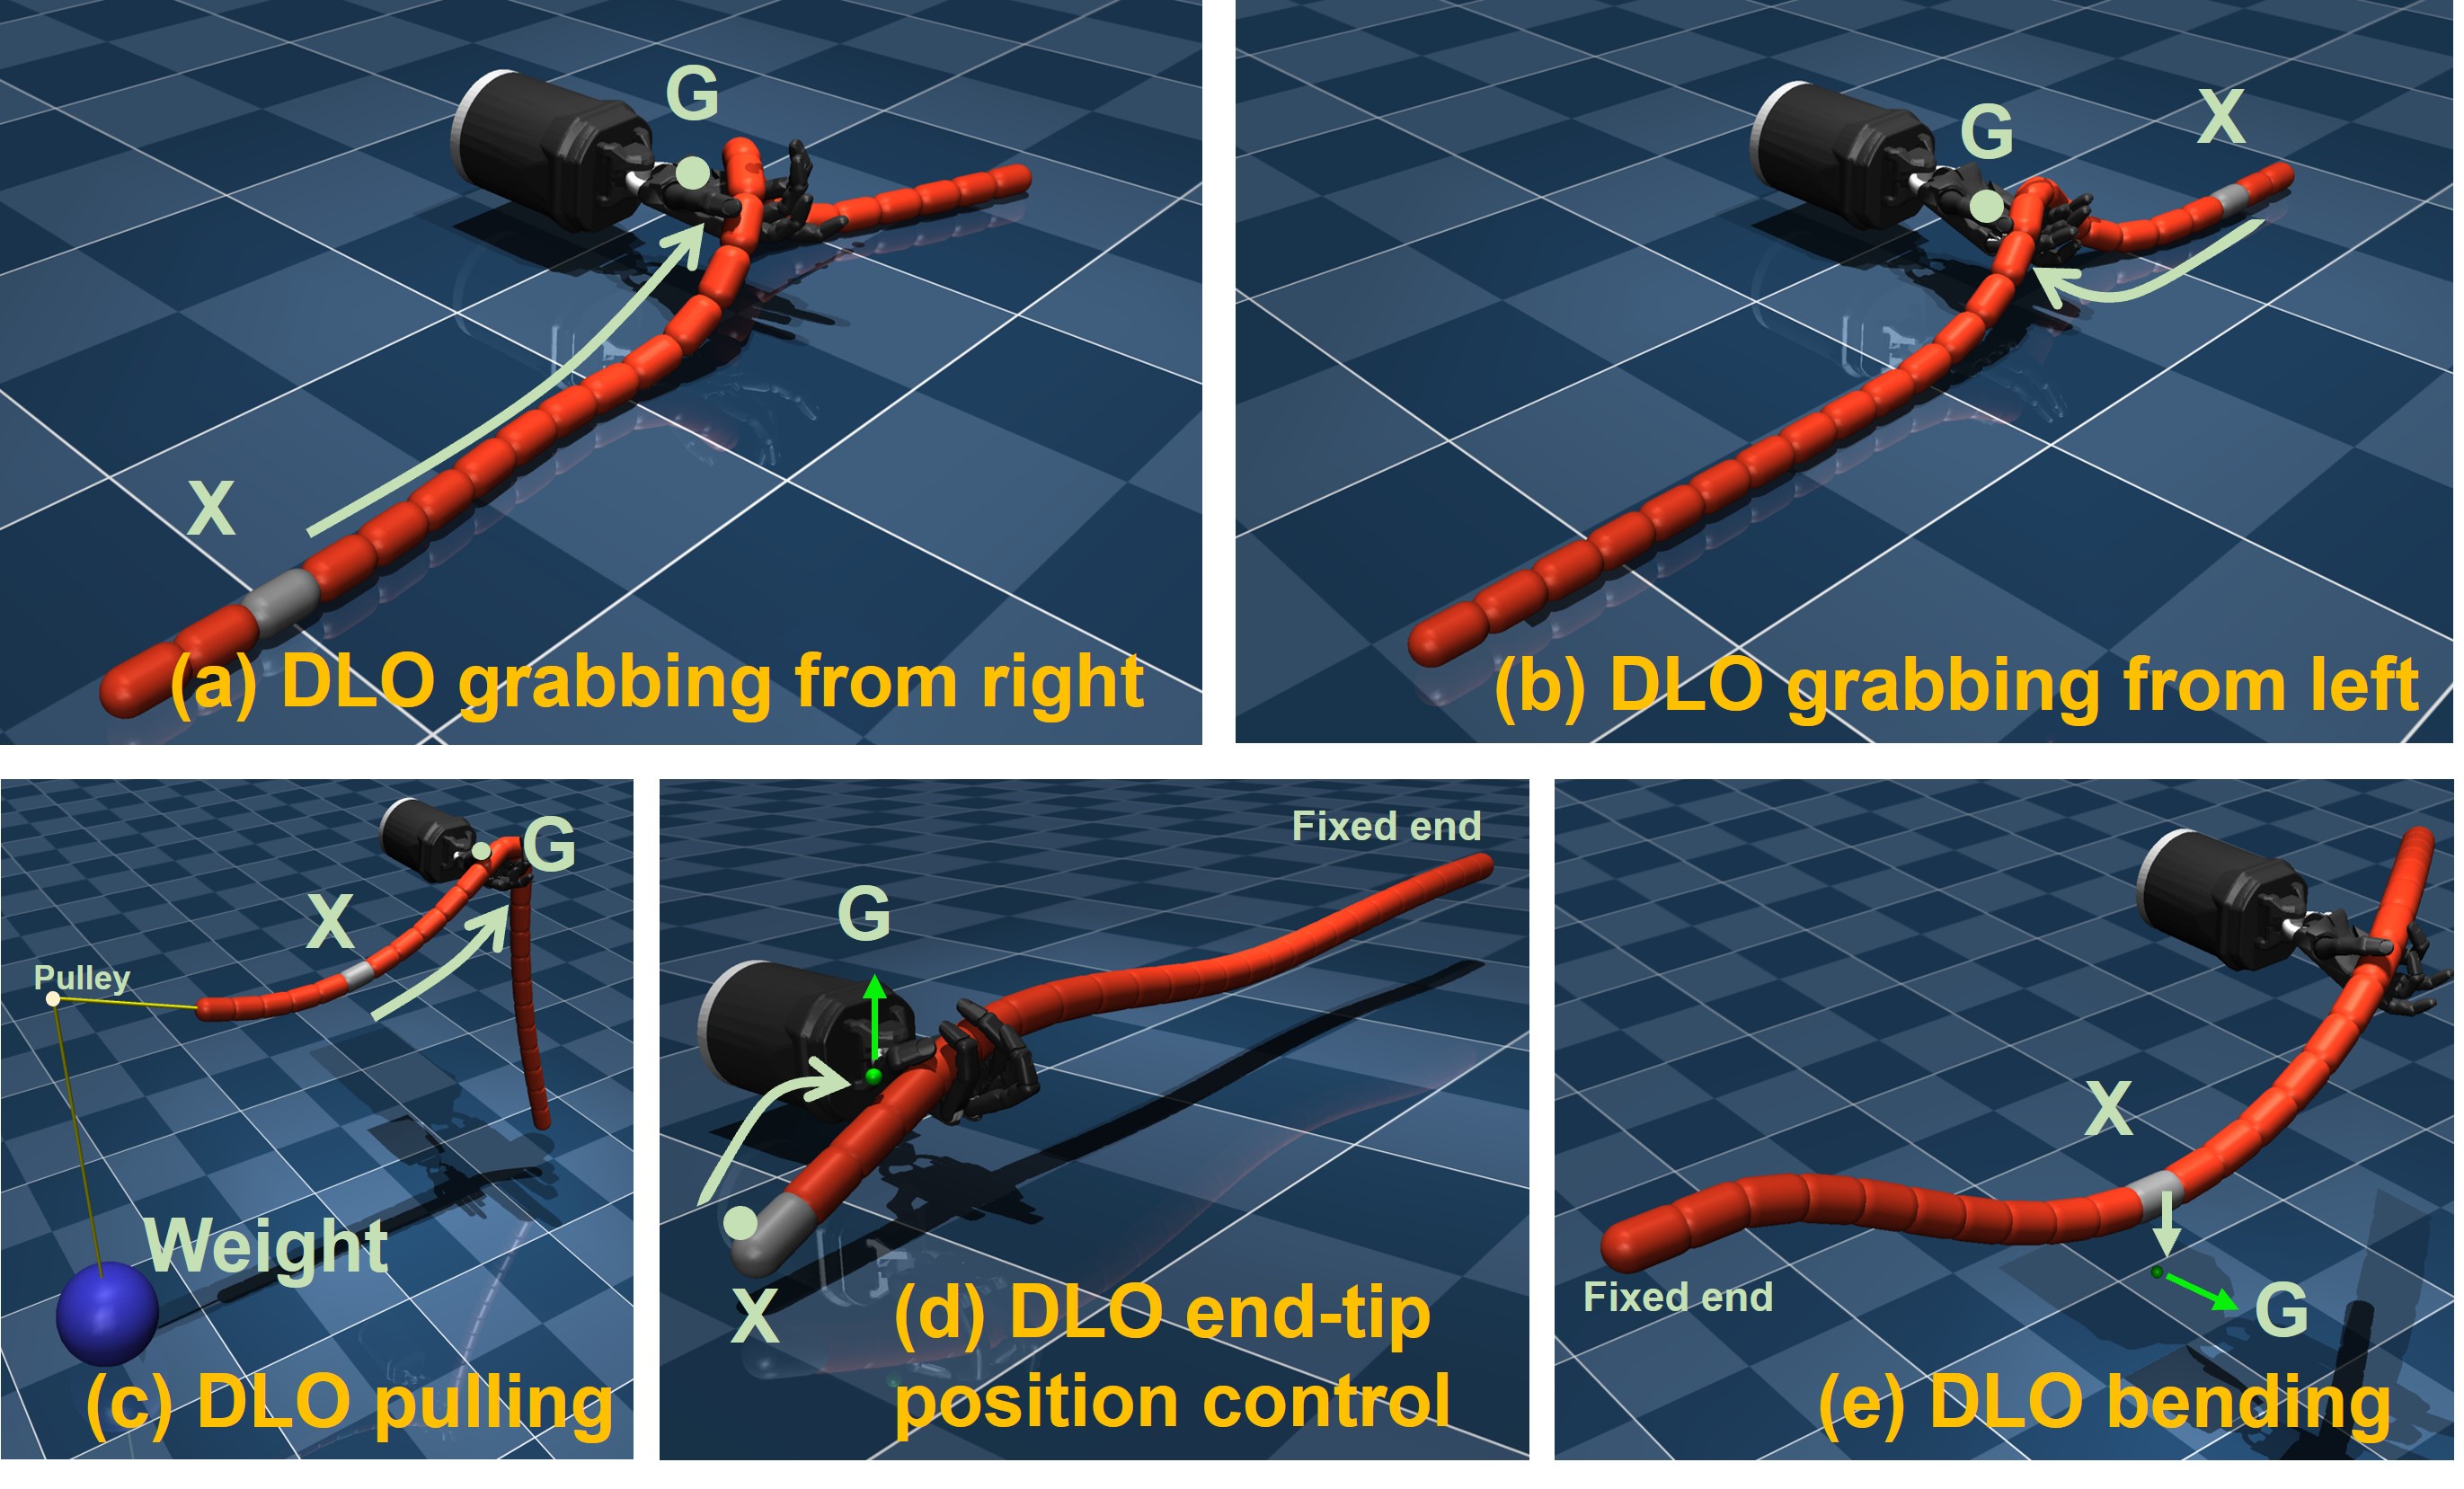 G
X
(a) DLO grabbing from right
G
X
(b) DLO grabbing from left
G
X
Pulley
Weight
(c) DLO pulling
Fixed end
G
X
(d) DLO end-tip
position control
X
Fixed end
G
(e) DLO bending